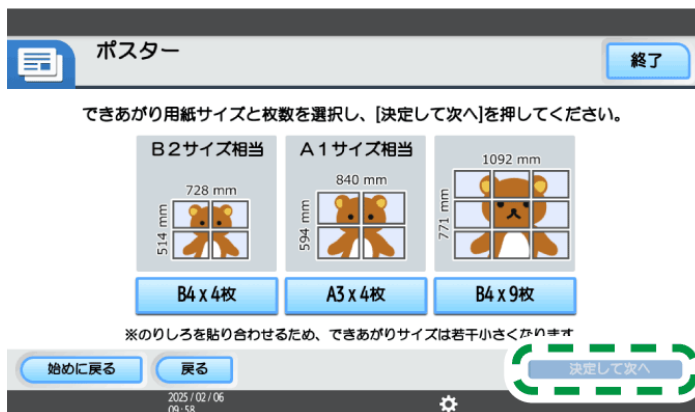 ポスター
終了
できあがり用紙サイズと枚数を選択し、[決定して次へ]を押してください。
B2サイズ相当
A1サイズ相当
728 mm
514 mm
840 mm
594 mm
1092 mm
771 mm
B4 x 4枚
A3 x 4枚
B4 x 9枚
※のりしろを貼り合わせるため、できあがりサイズは若干小さくなります
始めに戻る
戻る
決定して次へ
2025 / 02 / 06
09 : 58